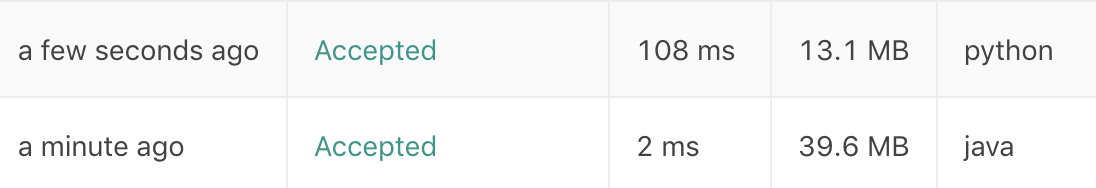 a few seconds ago Accepted 108 ms 13.1 MB python
a minute ago Accepted 2 ms 39.6 MB java